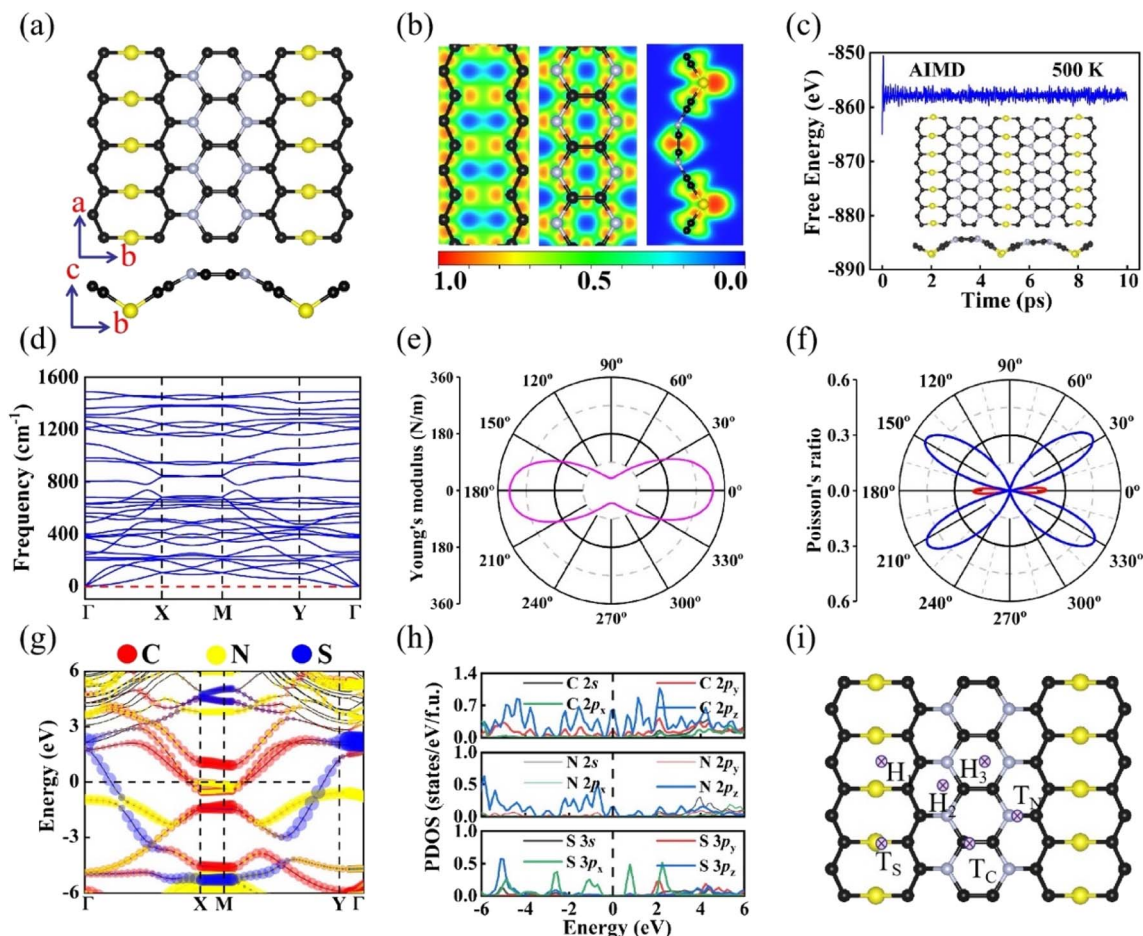 (a)
a
b
c
b
(b)
1.0 0.5 0.0
(c)
-850
-860
-870
-880
-890
Free Energy (eV)
AIMD 500 K
0 2 4 6 8 10
Time (ps)
(d)
1600
1200
800
400
0
Frequency (cm⁻¹)
Γ X M Y Γ
(e)
360
180
0
180
360
Young's modulus (N/m)
90°
120° 60°
150° 30°
180° 0°
210° 330°
240° 300°
270°
(f)
0.6
0.3
0.0
0.3
0.6
Poisson's ratio
90°
120° 60°
150° 30°
180° 0°
210° 330°
240° 300°
270°
(g)
C N S
6
3
0
-3
-6
Energy (eV)
Γ X M Y Γ
(h)
PDOS (states/eV/f.u.)
1.4
0.7
0.0
C 2s C 2py
C 2px C 2pz
1.0
0.5
0.0
N 2s N 2py
N 2px N 2pz
1.0
0.5
0.0
S 3s S 3py
S 3px S 3pz
-6 -4 -2 0 2 4 6
Energy (eV)
(i)
H₃
H₂
T_N
T_S
T_C